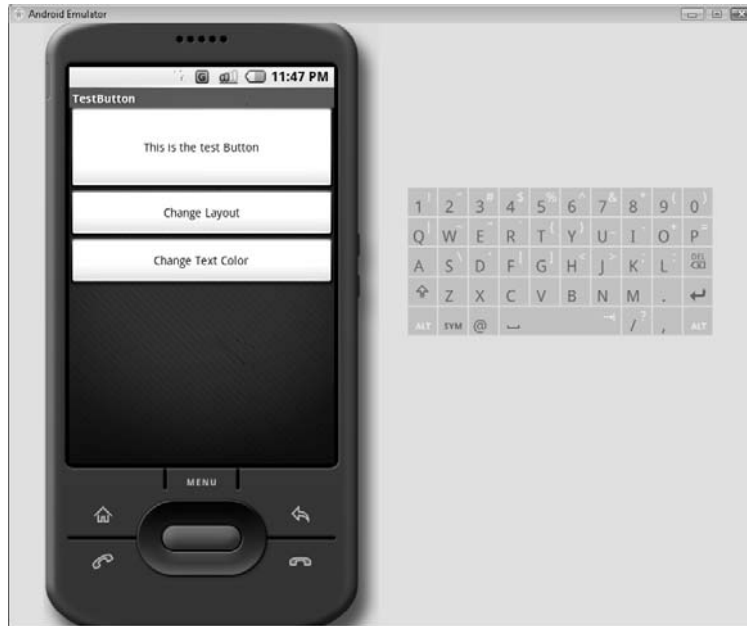 Android Emulator
G 11:47 PM
TestButton
This is the test Button
Change Layout
Change Text Color
MENU
1 ! 2 3 # 4 $ 5 % 6 ^ 7 & 8 * 9 ( 0 )
Q W E R T { Y } U - I O P =
A S \ D F [ G ] H < J > K ; L : DEL
Z X C V B N M .
ALT SYM @ / ? , ALT